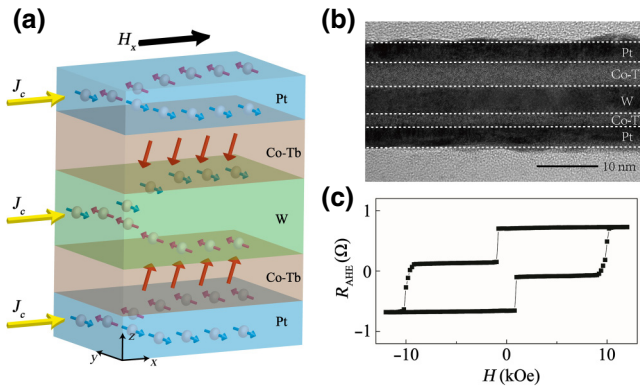 (a)
H_x
J_c
Pt
Co-Tb
J_c
W
Co-Tb
J_c
Pt
z
y
x
(b)
Pt
Co-T
W
Co-T
Pt
10 nm
(c)
R_AHE (Ω)
1
0
−1
−10
0
10
H (kOe)